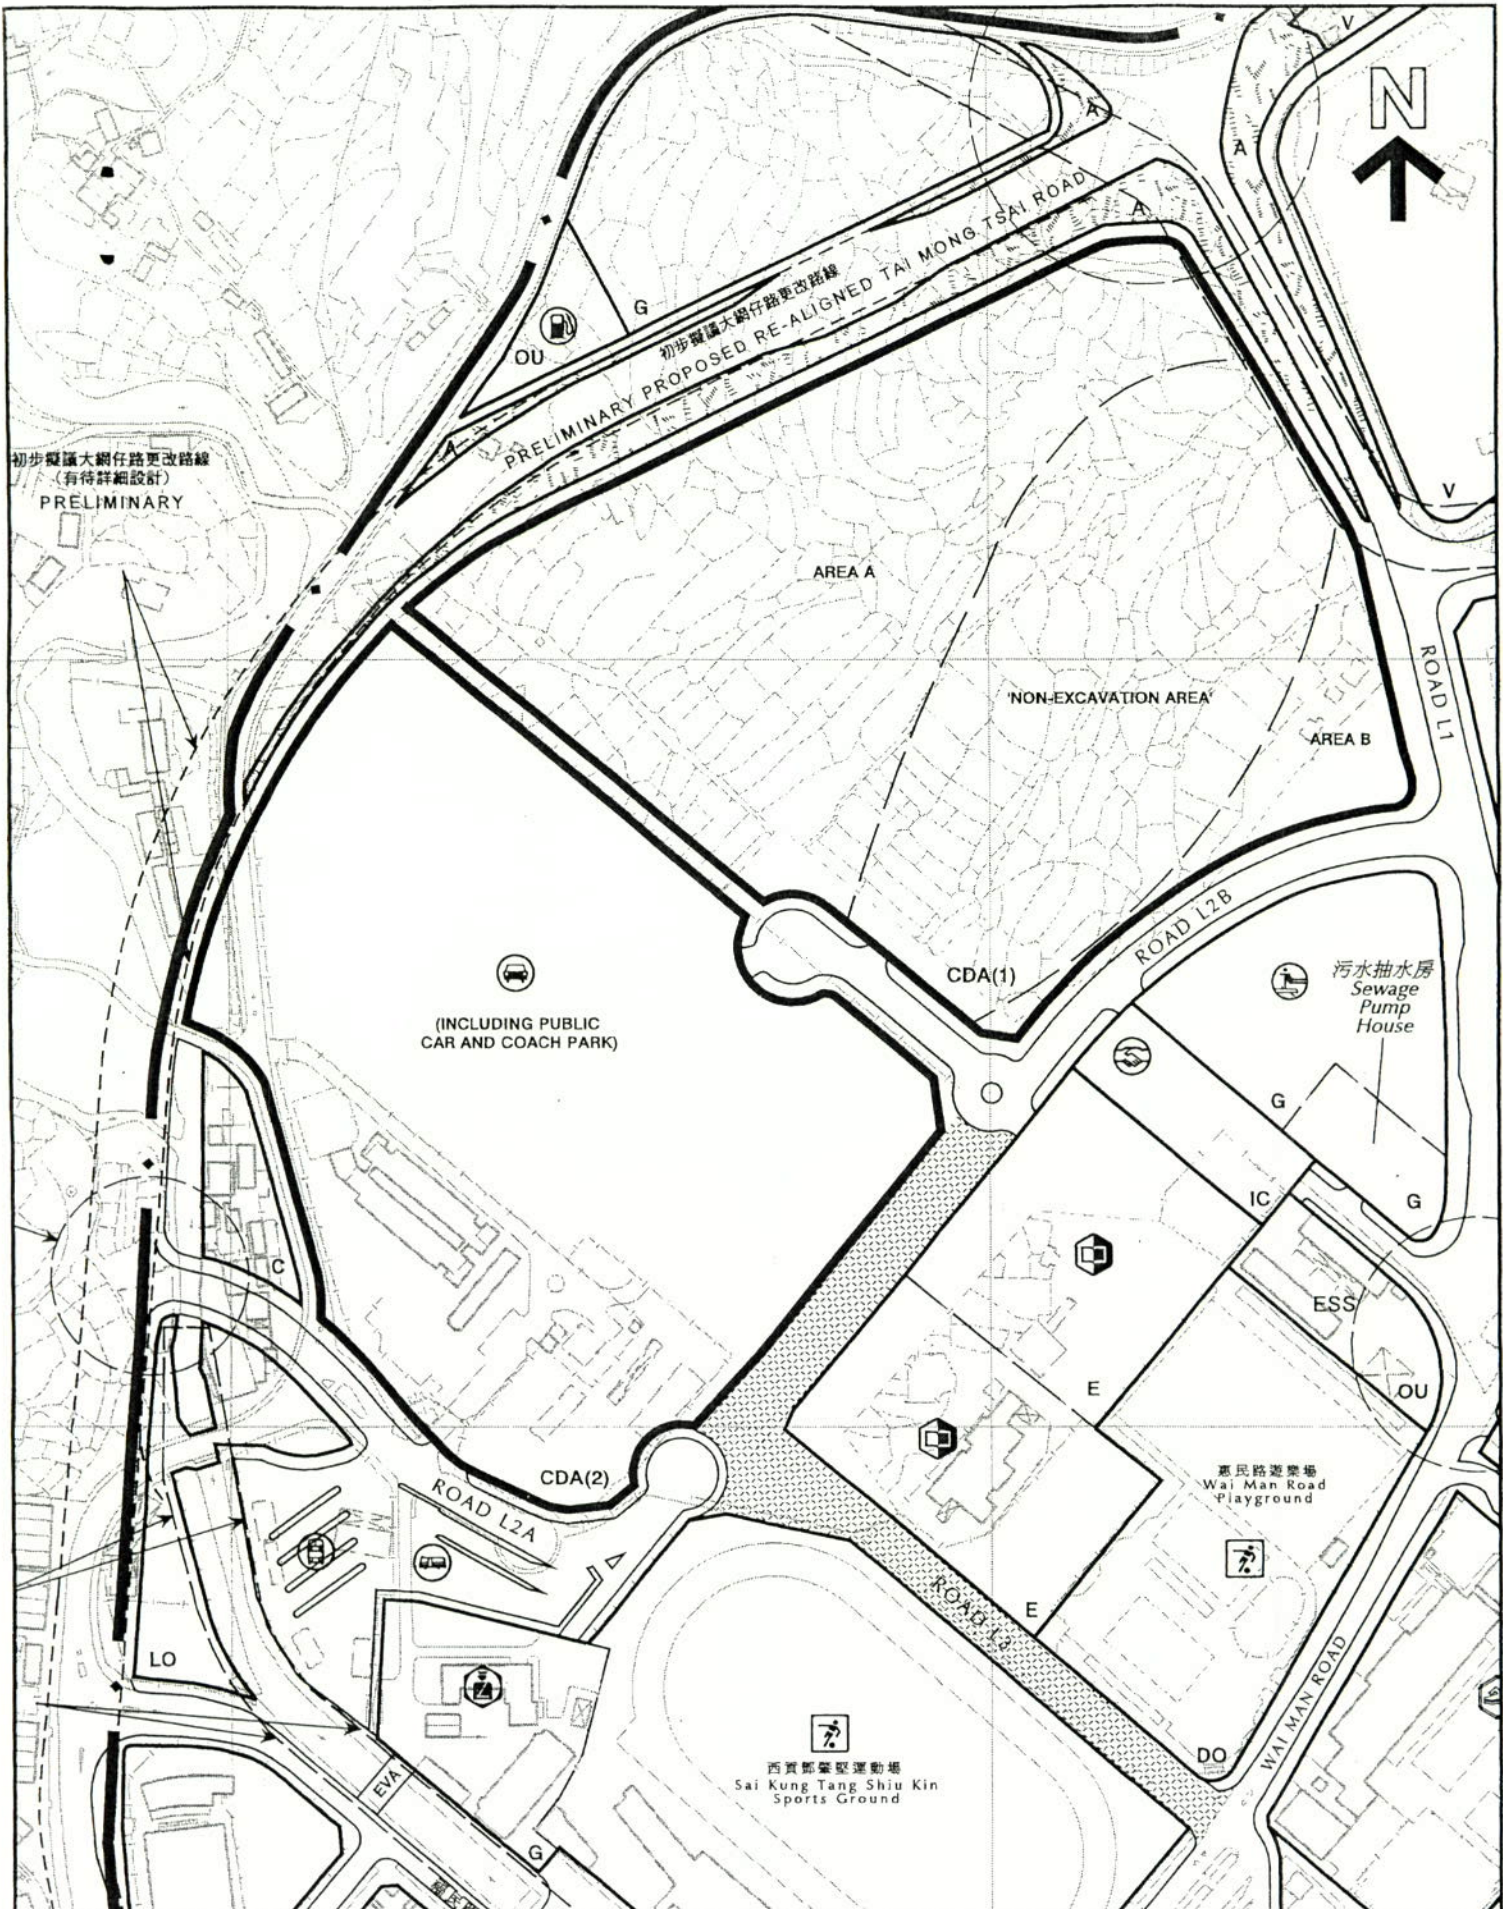 V
N
A
A
A
初步擬議大網仔路更改路線
PRELIMINARY PROPOSED RE-ALIGNED TAI MONG TSAI ROAD
G
OU
A
初步擬議大網仔路更改路線
(有待詳細設計)
PRELIMINARY
V
AREA A
ROAD L1
'NON-EXCAVATION AREA'
AREA B
ROAD L2B
CDA(1)
污水抽水房
Sewage
Pump
House
(INCLUDING PUBLIC
CAR AND COACH PARK)
G
IC
G
C
ESS
E
OU
CDA(2)
ROAD L2A
惠民路遊樂場
Wai Man Road
Playground
ROAD L3
E
LO
WAI MAN ROAD
DO
西貢鄧肇堅運動場
Sai Kung Tang Shiu Kin
Sports Ground
EVA
G